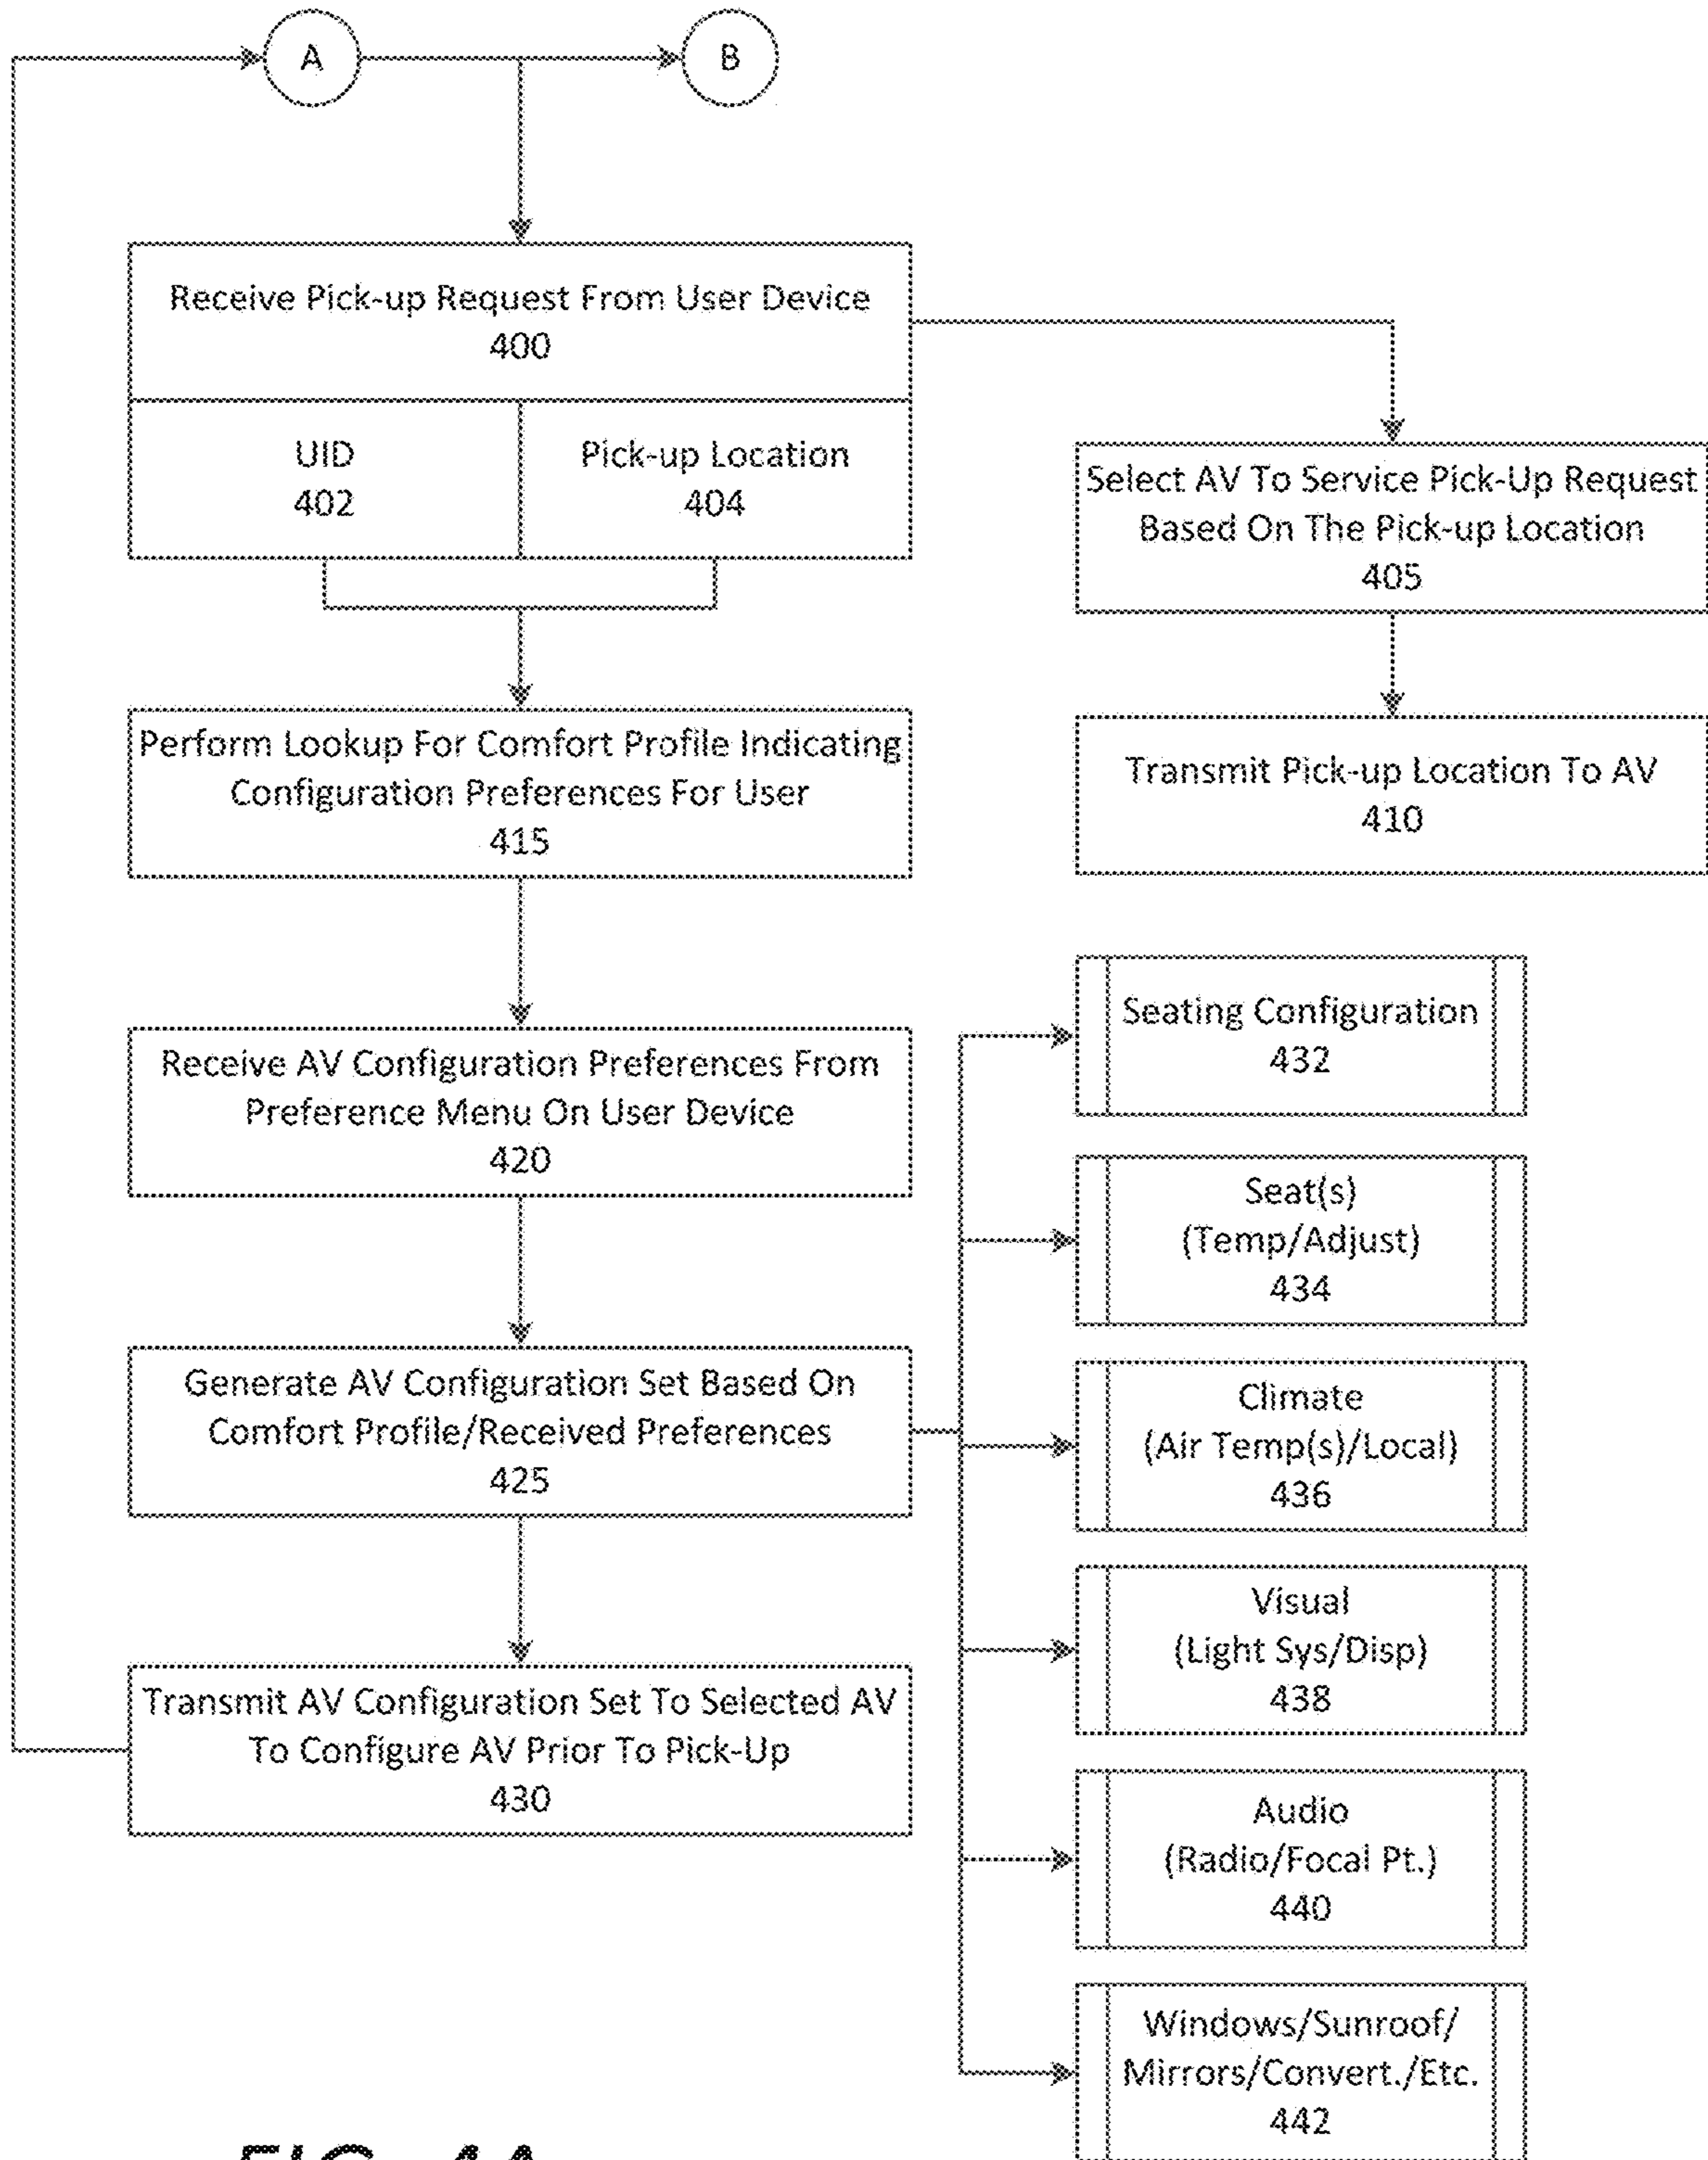 A
B
Receive Pick-up Request From User Device
400
UID
402
Pick-up Location
404
Select AV To Service Pick-Up Request
Based On The Pick-up Location
405
Transmit Pick-up Location To AV
410
Perform Lookup For Comfort Profile Indicating
Configuration Preferences For User
415
Receive AV Configuration Preferences From
Preference Menu On User Device
420
Generate AV Configuration Set Based On
Comfort Profile/Received Preferences
425
Transmit AV Configuration Set To Selected AV
To Configure AV Prior To Pick-Up
430
Seating Configuration
432
Seat(s)
(Temp/Adjust)
434
Climate
(Air Temp(s)/Local)
436
Visual
(Light Sys/Disp)
438
Audio
(Radio/Focal Pt.)
440
Windows/Sunroof/
Mirrors/Convert./Etc.
442
FIG. 4A